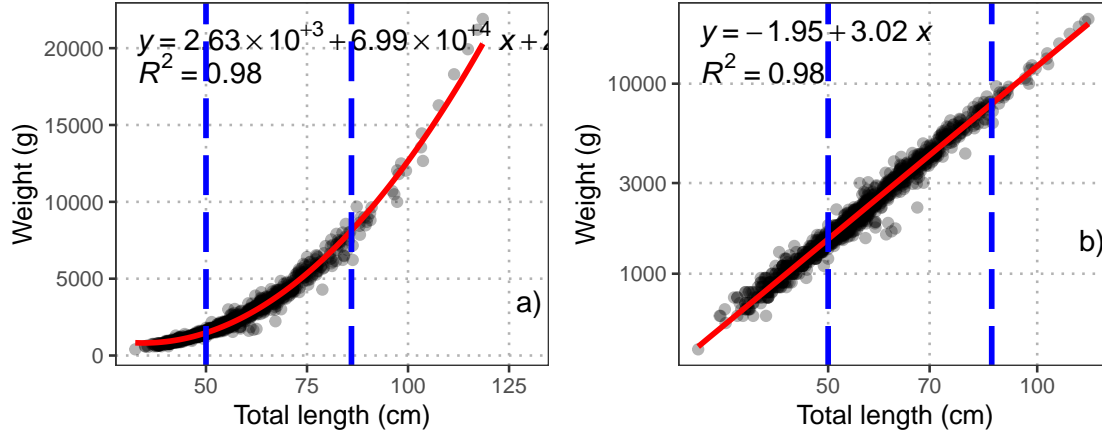 y = 2.63 × 10⁺³ + 6.99 × 10⁺⁴ x + 2
R² = 0.98
20000
15000
10000
5000
0
Weight (g)
a)
50 75 100 125
Total length (cm)
y = −1.95 + 3.02 x
R² = 0.98
10000
3000
1000
Weight (g)
b)
50 70 100
Total length (cm)